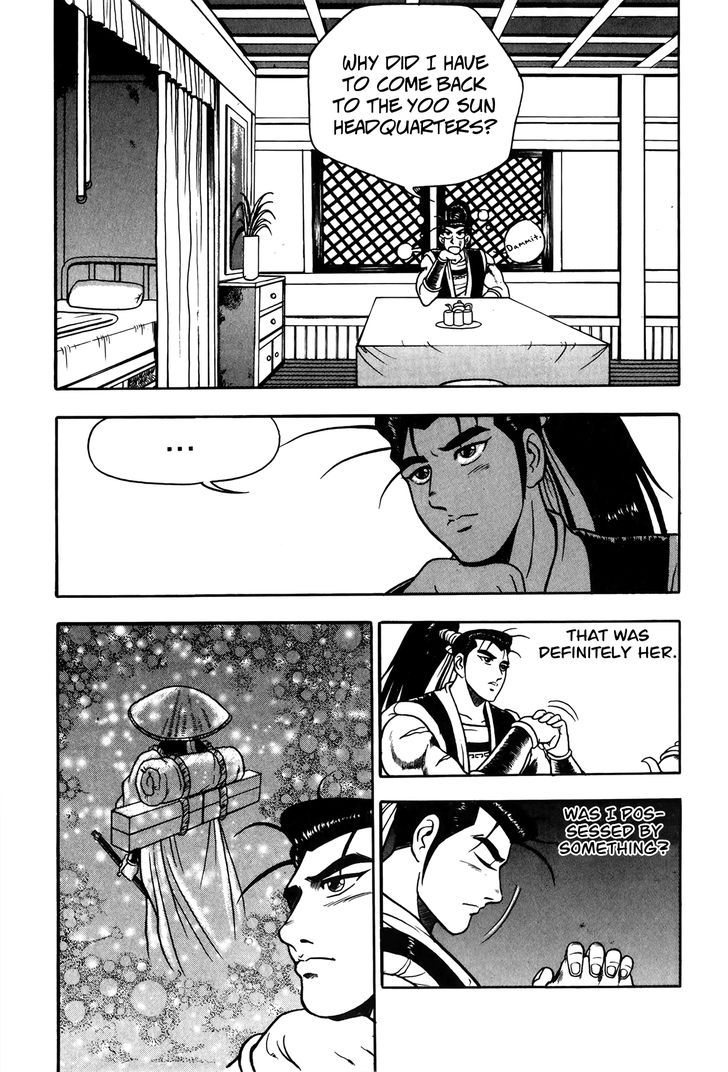 WHY DID I HAVE
TO COME BACK
TO THE YOO SUN
HEADQUARTERS?
Dammit.
...
THAT WAS
DEFINITELY HER.
WAS I POS-
SESSED BY
SOMETHING?